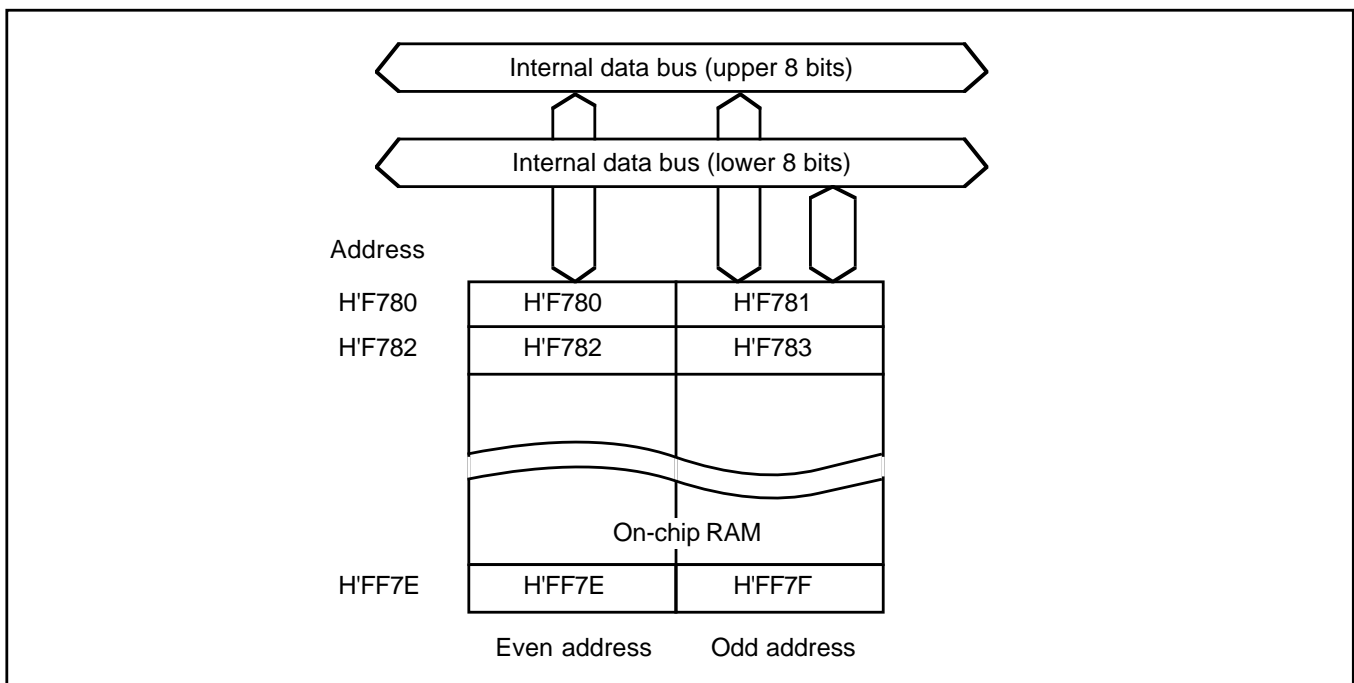 Internal data bus (upper 8 bits)
Internal data bus (lower 8 bits)
Address
H'F780 H'F780 H'F781
H'F782 H'F782 H'F783
On-chip RAM
H'FF7E H'FF7E H'FF7F
Even address Odd address